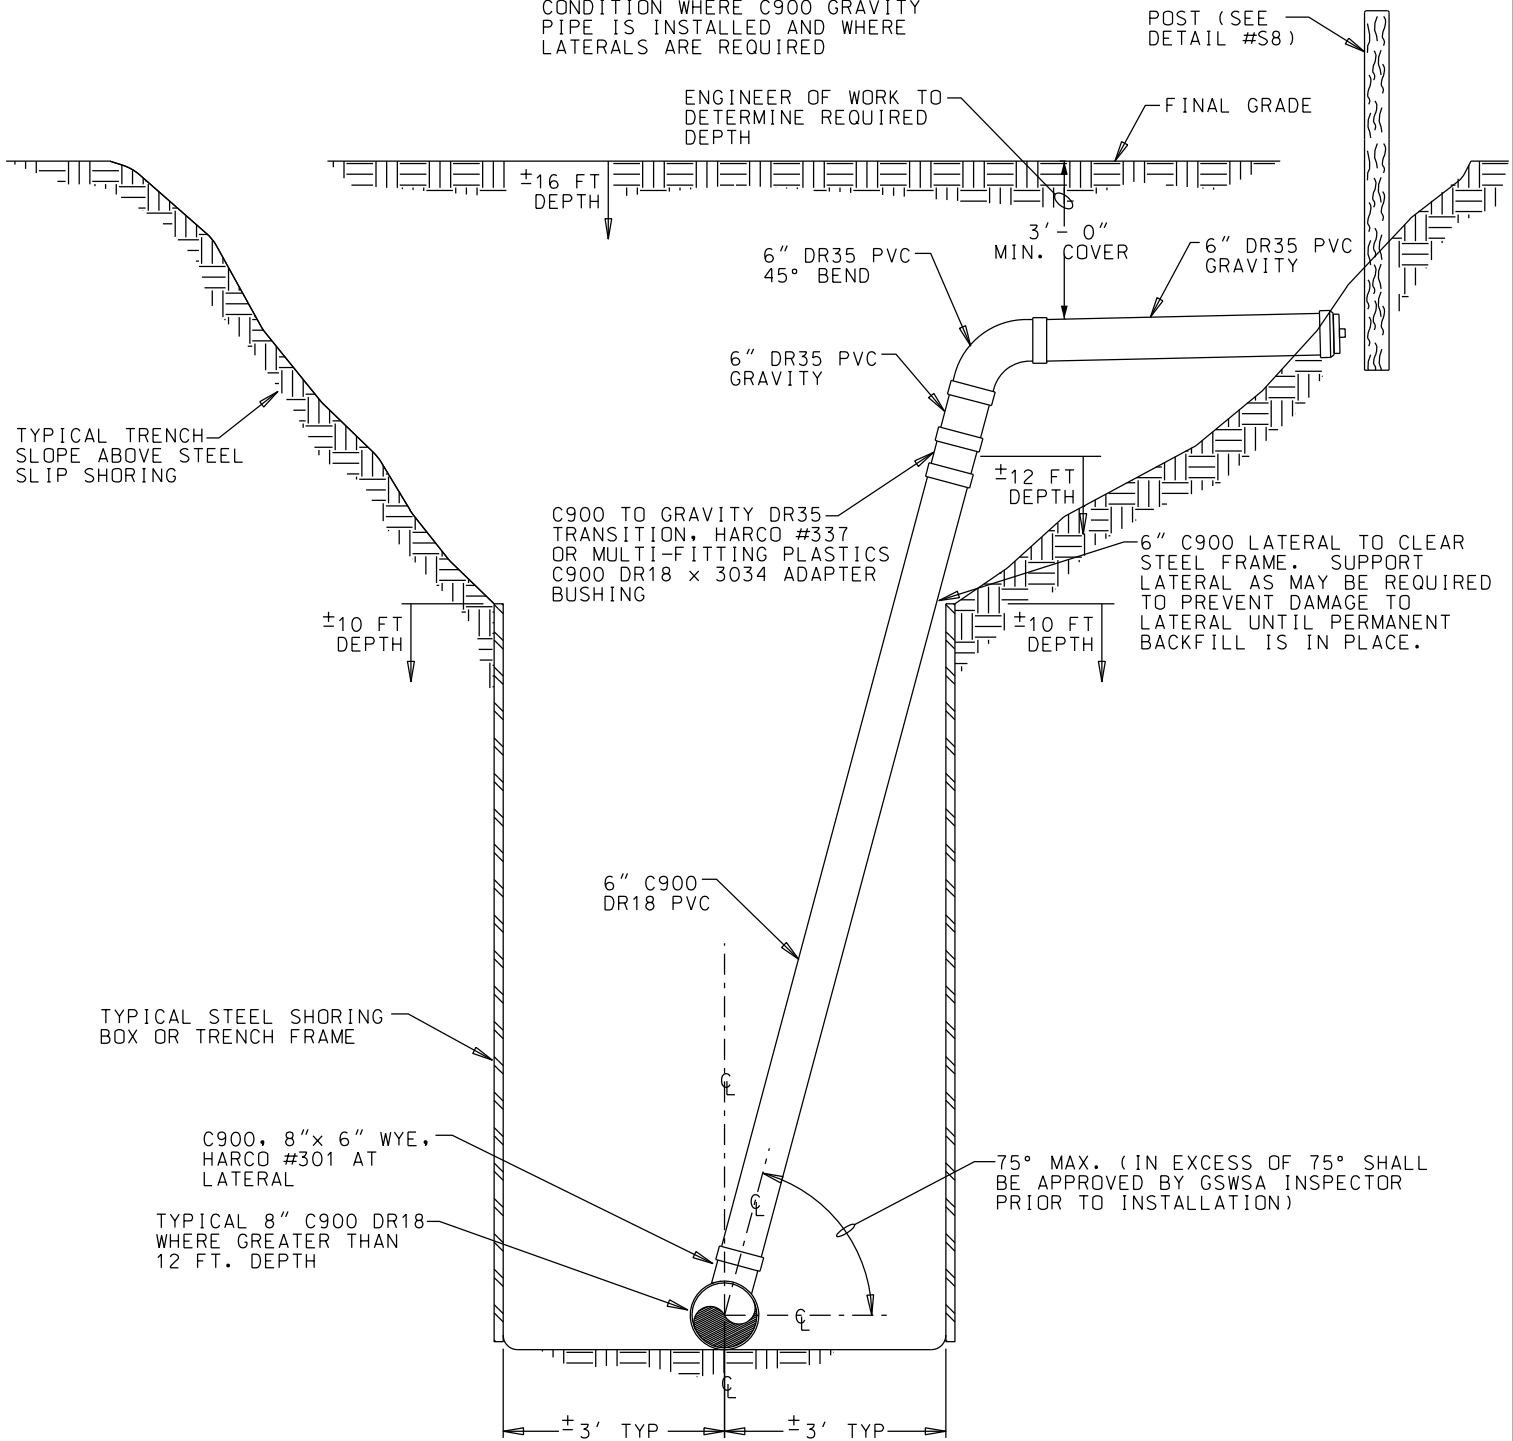 CONDITION WHERE C900 GRAVITY
PIPE IS INSTALLED AND WHERE
LATERALS ARE REQUIRED
POST (SEE
DETAIL #S8)
ENGINEER OF WORK TO
DETERMINE REQUIRED
DEPTH
FINAL GRADE
±16 FT
DEPTH
3'-0"
MIN. COVER
6" DR35 PVC
45° BEND
6" DR35 PVC
GRAVITY
6" DR35 PVC
GRAVITY
TYPICAL TRENCH
SLOPE ABOVE STEEL
SLIP SHORING
±12 FT
DEPTH
C900 TO GRAVITY DR35
TRANSITION, HARCO #337
OR MULTI-FITTING PLASTICS
C900 DR18 x 3034 ADAPTER
BUSHING
6" C900 LATERAL TO CLEAR
STEEL FRAME. SUPPORT
LATERAL AS MAY BE REQUIRED
TO PREVENT DAMAGE TO
LATERAL UNTIL PERMANENT
BACKFILL IS IN PLACE.
±10 FT
DEPTH
±10 FT
DEPTH
6" C900
DR18 PVC
TYPICAL STEEL SHORING
BOX OR TRENCH FRAME
℄
C900, 8"x 6" WYE,
HARCO #301 AT
LATERAL
75° MAX. (IN EXCESS OF 75° SHALL
BE APPROVED BY GSWSA INSPECTOR
PRIOR TO INSTALLATION)
℄
TYPICAL 8" C900 DR18
WHERE GREATER THAN
12 FT. DEPTH
℄
℄
±3' TYP
±3' TYP